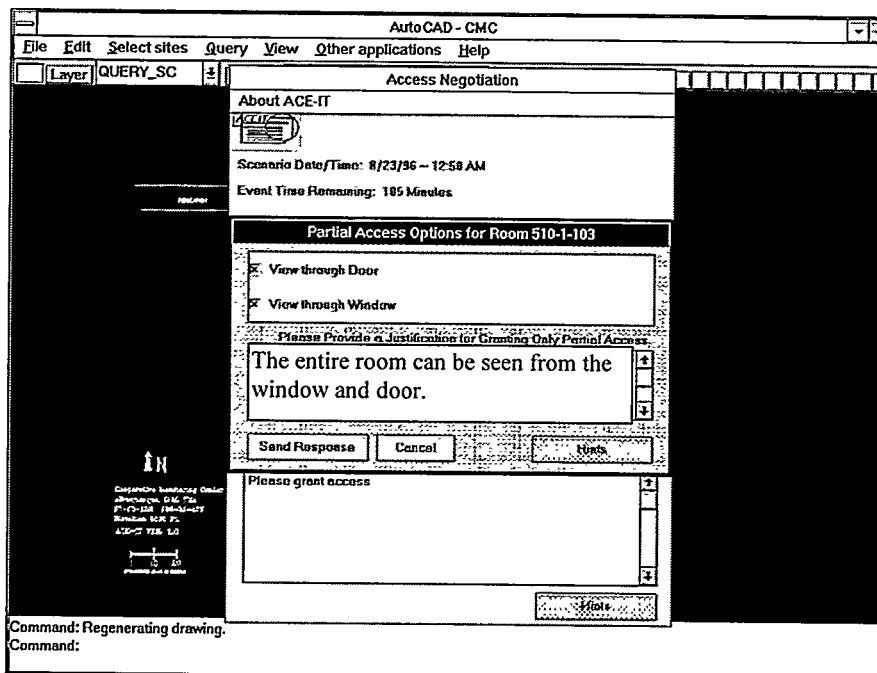 AutoCAD - CMC
File Edit Select sites Query View Other applications Help
Layer QUERY_SC
Access Negotiation
About ACE-IT
Scenario Date/Time: 8/23/96 – 12:58 AM
Event Time Remaining: 185 Minutes
Partial Access Options for Room 510-1-103
View through Door
View through Window
Please Provide a Justification for Granting Only Partial Access
The entire room can be seen from the
window and door.
Send Response Cancel Hints
N
Cooperative Monitoring Center
Please grant access
Hints
Command: Regenerating drawing.
Command: